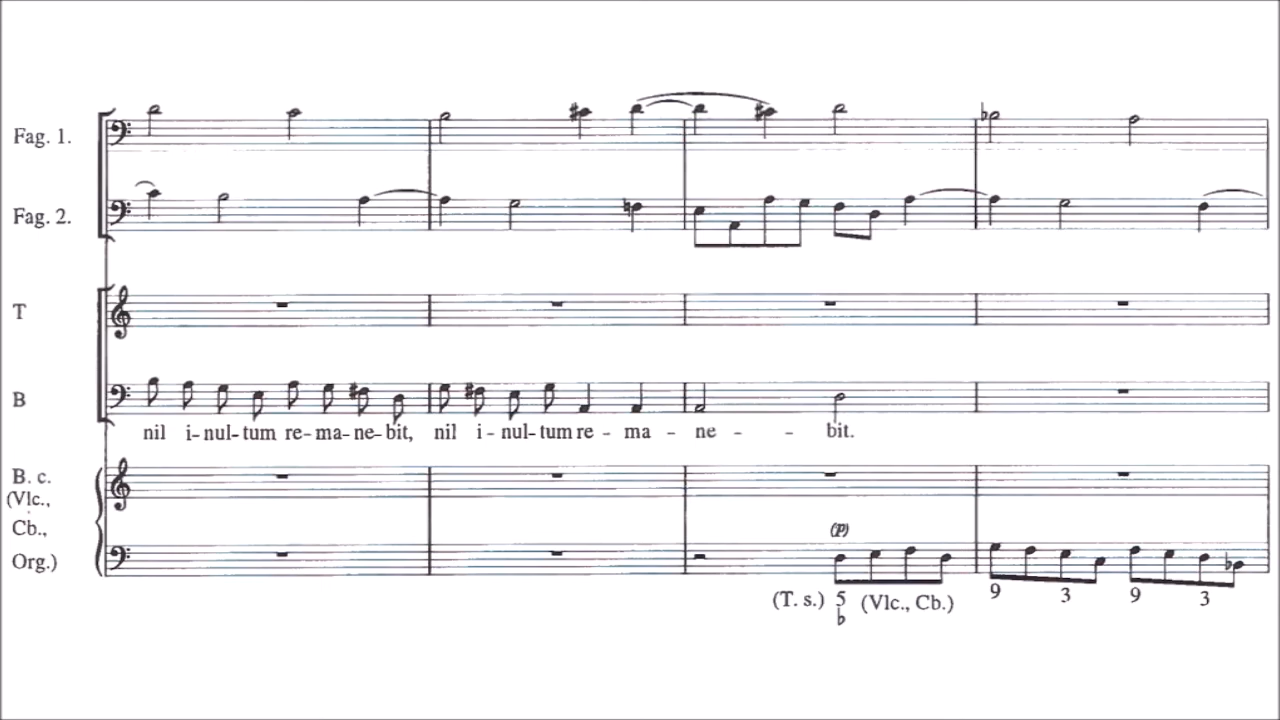 Fag. 1.
Fag. 2.
T
B
nil i-nul-tum re-ma-ne-bit, nil i-nul-tum re - ma - ne - - bit.
B. c.
(Vlc.,
Cb.,
Org.)
(p)
(T. s.) 5 (Vlc., Cb.) 9 3 9 3
♭